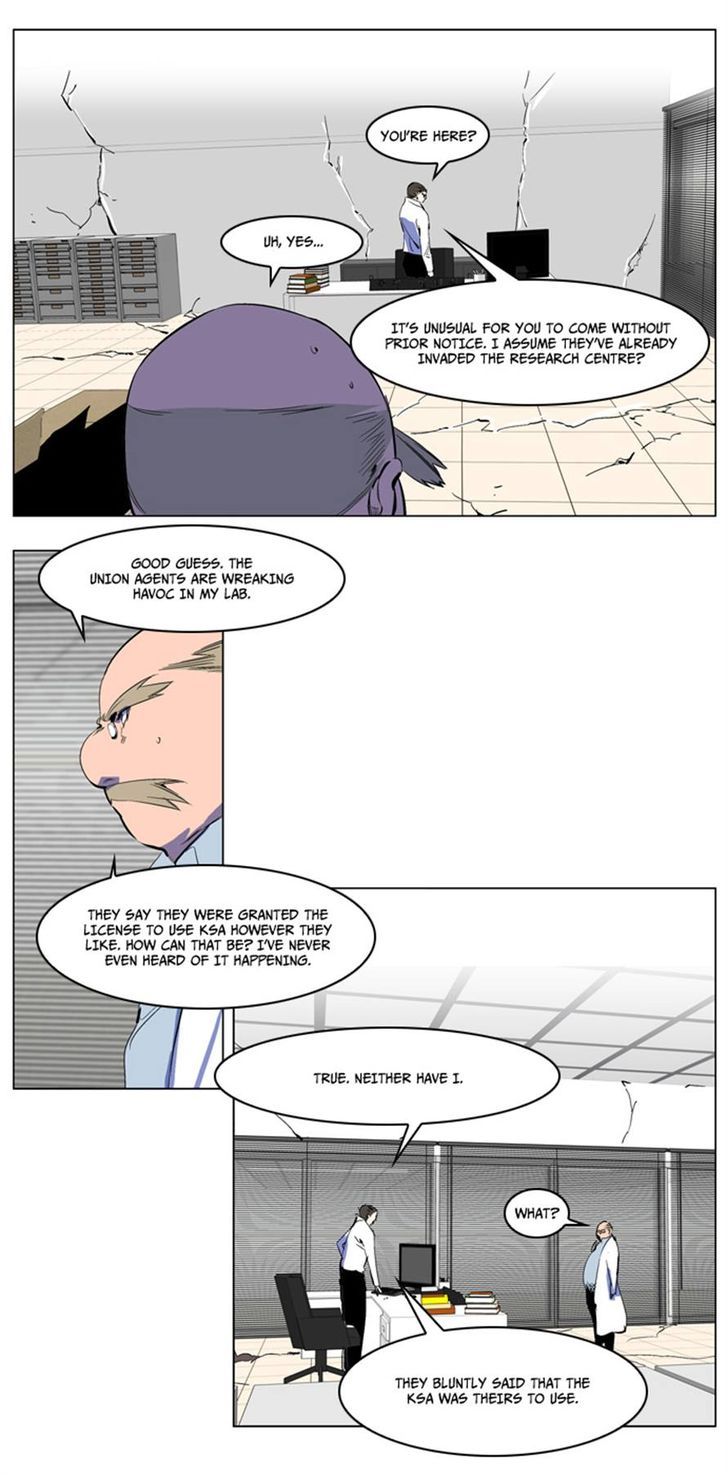 YOU'RE HERE?
UH, YES...
IT'S UNUSUAL FOR YOU TO COME WITHOUT
PRIOR NOTICE. I ASSUME THEY'VE ALREADY
INVADED THE RESEARCH CENTRE?
GOOD GUESS. THE
UNION AGENTS ARE WREAKING
HAVOC IN MY LAB.
THEY SAY THEY WERE GRANTED THE
LICENSE TO USE KSA HOWEVER THEY
LIKE. HOW CAN THAT BE? I'VE NEVER
EVEN HEARD OF IT HAPPENING.
TRUE. NEITHER HAVE I.
WHAT?
THEY BLUNTLY SAID THAT THE
KSA WAS THEIRS TO USE.